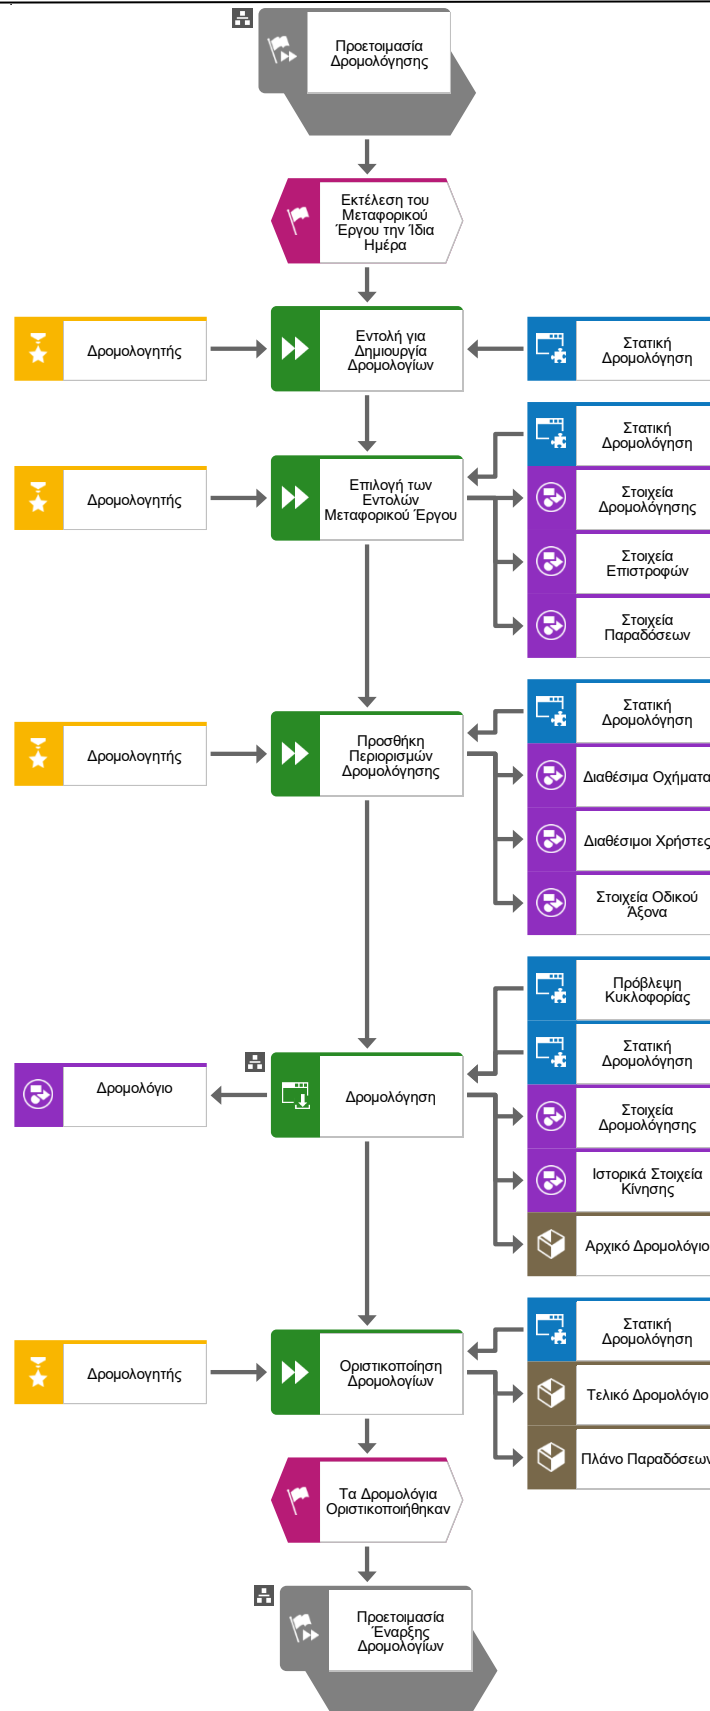 Προετοιμασία
Δρομολόγησης
Εκτέλεση του
Μεταφορικού
Έργου την Ίδια
Ημέρα
Δρομολογητής
Εντολή για
Δημιουργία
Δρομολογίων
Στατική
Δρομολόγηση
Στατική
Δρομολόγηση
Δρομολογητής
Επιλογή των
Εντολών
Μεταφορικού Έργου
Στοιχεία
Δρομολόγησης
Στοιχεία
Επιστροφών
Στοιχεία
Παραδόσεων
Στατική
Δρομολόγηση
Δρομολογητής
Προσθήκη
Περιορισμών
Δρομολόγησης
Διαθέσιμα Οχήματα
Διαθέσιμοι Χρήστες
Στοιχεία Οδικού
Άξονα
Πρόβλεψη
Κυκλοφορίας
Στατική
Δρομολόγηση
Δρομολόγιο
Δρομολόγηση
Στοιχεία
Δρομολόγησης
Ιστορικά Στοιχεία
Κίνησης
Αρχικό Δρομολόγιο
Στατική
Δρομολόγηση
Δρομολογητής
Οριστικοποίηση
Δρομολογίων
Τελικό Δρομολόγιο
Πλάνο Παραδόσεων
Τα Δρομολόγια
Οριστικοποιήθηκαν
Προετοιμασία
Έναρξης
Δρομολογίων